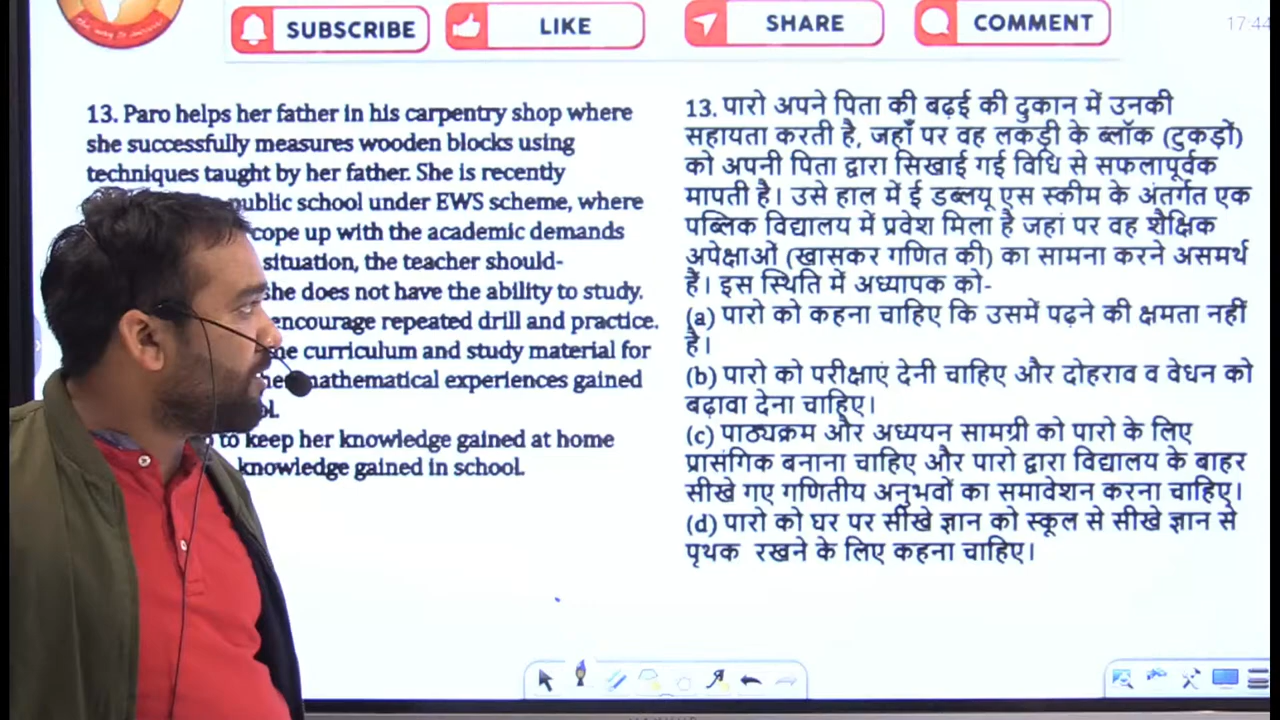 the way to success
SUBSCRIBE
LIKE
SHARE
COMMENT
17:44
13. Paro helps her father in his carpentry shop where
she successfully measures wooden blocks using
techniques taught by her father. She is recently
public school under EWS scheme, where
cope up with the academic demands
situation, the teacher should-
she does not have the ability to study.
encourage repeated drill and practice.
curriculum and study material for
mathematical experiences gained
to keep her knowledge gained at home
knowledge gained in school.
13. पारो अपने पिता की बढ़ई की दुकान में उनकी
सहायता करती है, जहाँ पर वह लकड़ी के ब्लॉक (टुकड़ों)
को अपनी पिता द्वारा सिखाई गई विधि से सफलापूर्वक
मापती है। उसे हाल में ई डब्लयू एस स्कीम के अंतर्गत एक
पब्लिक विद्यालय में प्रवेश मिला है जहां पर वह शैक्षिक
अपेक्षाओं (खासकर गणित की) का सामना करने असमर्थ
हैं। इस स्थिति में अध्यापक को-
(a) पारो को कहना चाहिए कि उसमें पढ़ने की क्षमता नहीं
है।
(b) पारो को परीक्षाएं देनी चाहिए और दोहराव व वेधन को
बढ़ावा देना चाहिए।
(c) पाठ्यक्रम और अध्ययन सामग्री को पारो के लिए
प्रासंगिक बनाना चाहिए और पारो द्वारा विद्यालय के बाहर
सीखे गए गणितीय अनुभवों का समावेशन करना चाहिए।
(d) पारो को घर पर सीखे ज्ञान को स्कूल से सीखे ज्ञान से
पृथक रखने के लिए कहना चाहिए।